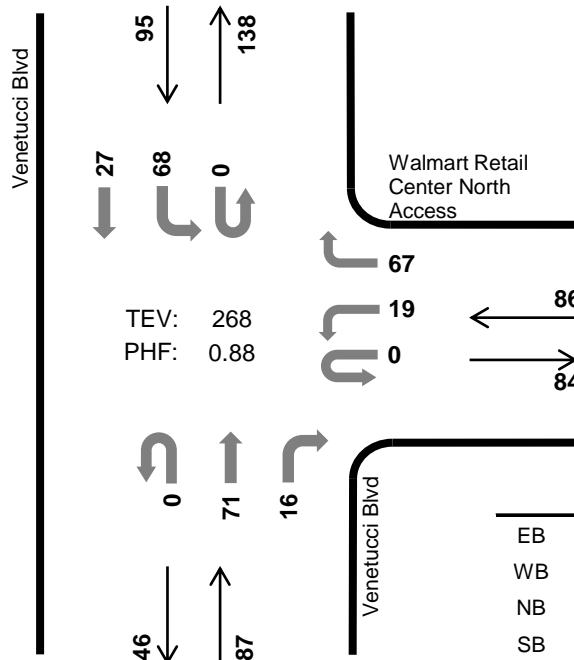 95
138
Venetucci Blvd
27
68
0
Walmart Retail
Center North
Access
67
19
86
TEV: 268
PHF: 0.88
0
84
0
71
16
Venetucci Blvd
EB
WB
NB
SB
46
87